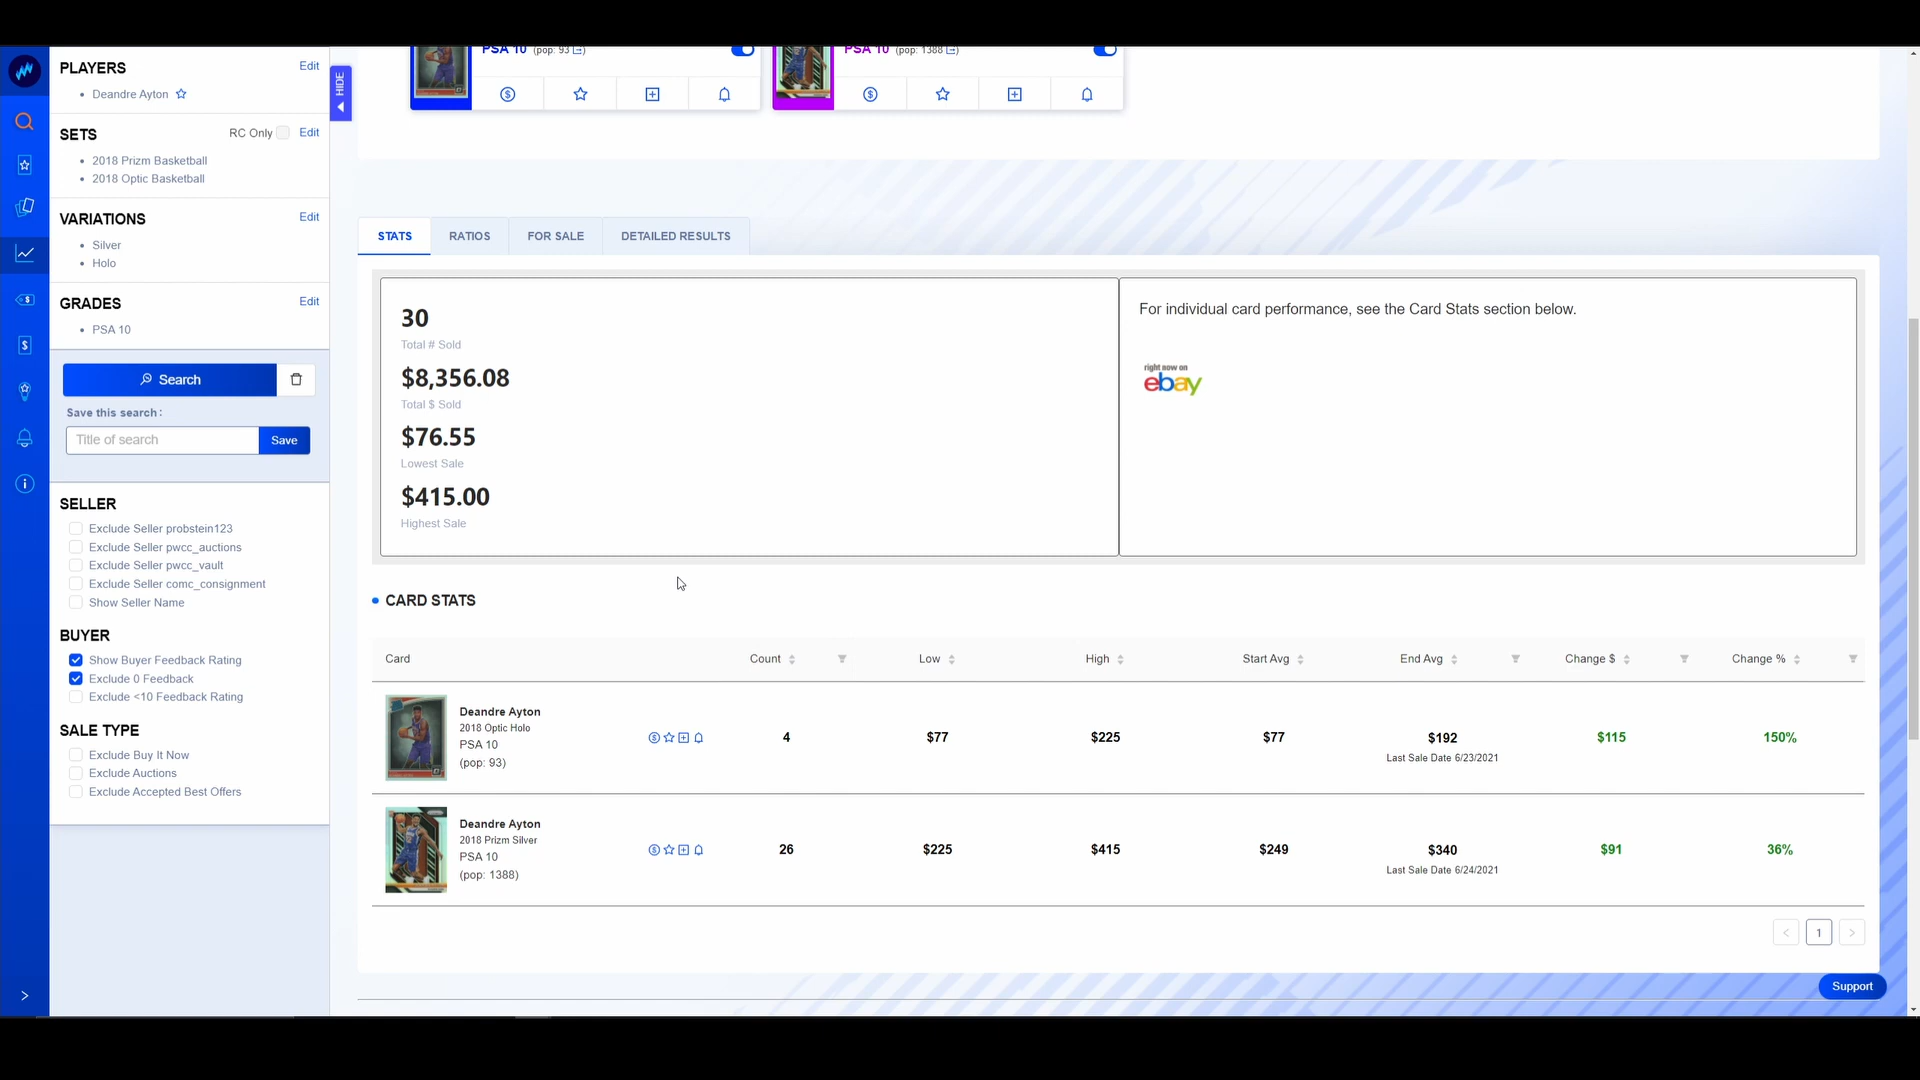 PLAYERS
Edit
Deandre Ayton
SETS
RC Only
Edit
2018 Prizm Basketball
2018 Optic Basketball
VARIATIONS
Edit
Silver
Holo
GRADES
Edit
PSA 10
Search
Save this search:
Title of search
Save
SELLER
Exclude Seller probstein123
Exclude Seller pwcc_auctions
Exclude Seller pwcc_vault
Exclude Seller comc_consignment
Show Seller Name
BUYER
Show Buyer Feedback Rating
Exclude 0 Feedback
Exclude <10 Feedback Rating
SALE TYPE
Exclude Buy It Now
Exclude Auctions
Exclude Accepted Best Offers
HIDE
PSA 10 (pop: 93)
PSA 10 (pop: 1388)
STATS
RATIOS
FOR SALE
DETAILED RESULTS
30
Total # Sold
$8,356.08
Total $ Sold
$76.55
Lowest Sale
$415.00
Highest Sale
For individual card performance, see the Card Stats section below.
right now on
ebay
CARD STATS
Card Count Low High Start Avg End Avg Change $ Change %
Deandre Ayton
2018 Optic Holo
PSA 10
(pop: 93)
4 $77 $225 $77 $192 $115 150%
Last Sale Date 6/23/2021
Deandre Ayton
2018 Prizm Silver
PSA 10
(pop: 1388)
26 $225 $415 $249 $340 $91 36%
Last Sale Date 6/24/2021
< 1 >
Support